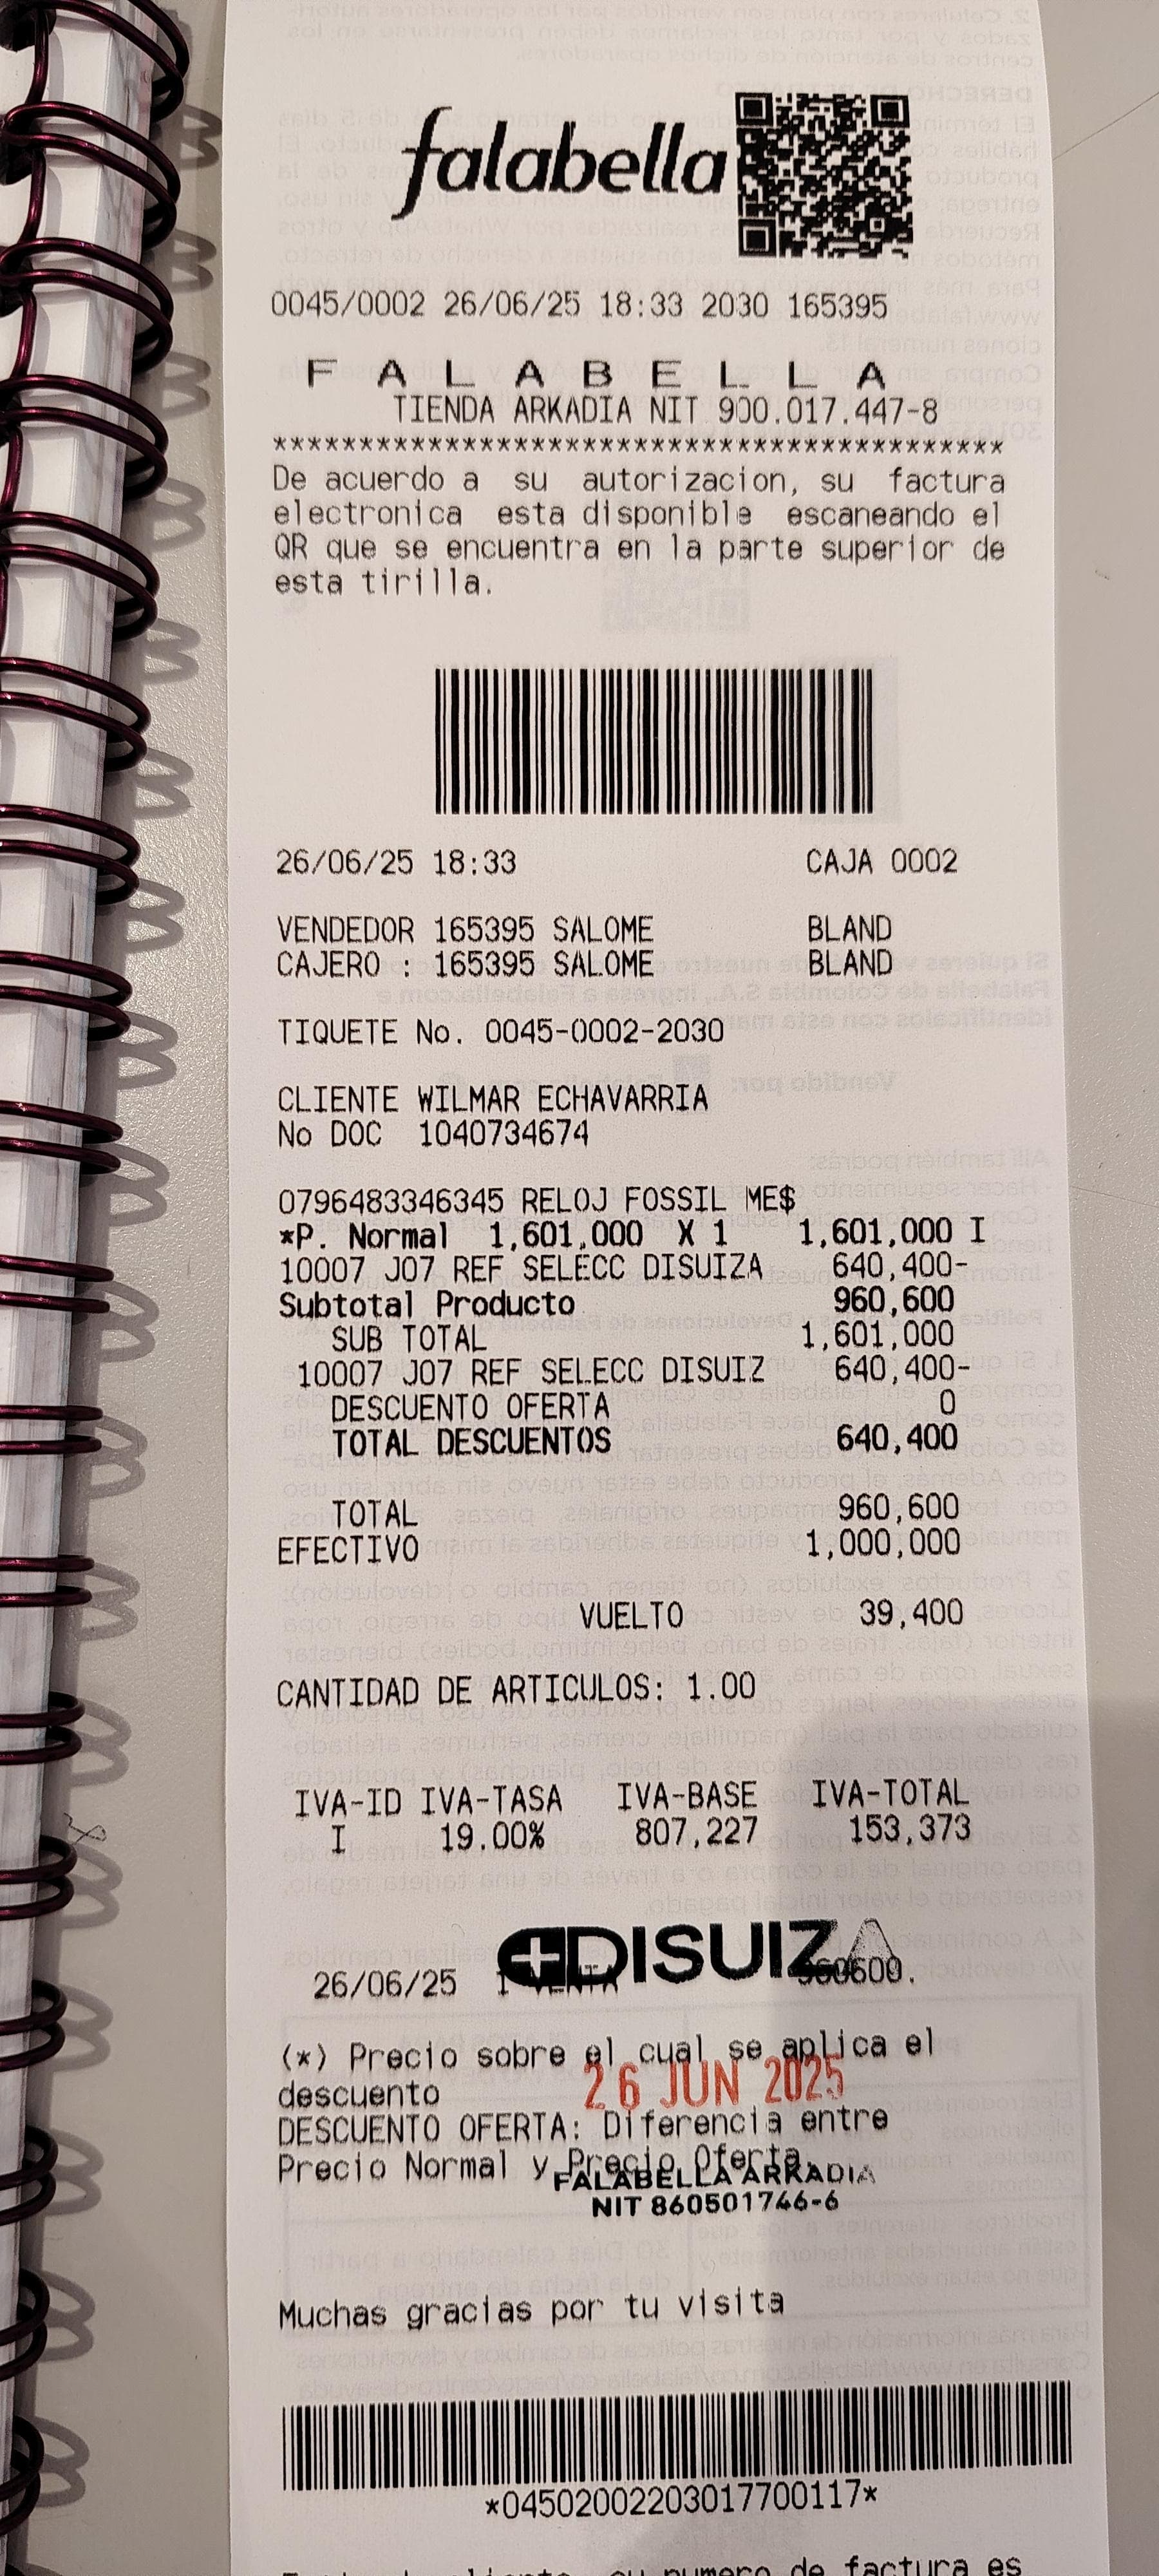 falabella
0045/0002 26/06/25 18:33 2030 165395
F A L A B E L L A
TIENDA ARKADIA NIT 900.017.447-8
*******************************************
De acuerdo a su autorizacion, su factura
electronica esta disponible escaneando el
QR que se encuentra en la parte superior de
esta tirilla.
26/06/25 18:33 CAJA 0002
VENDEDOR 165395 SALOME BLAND
CAJERO : 165395 SALOME BLAND
TIQUETE No. 0045-0002-2030
CLIENTE WILMAR ECHAVARRIA
No DOC 1040734674
0796483346345 RELOJ FOSSIL ME$
*P. Normal 1,601,000 X 1 1,601,000 I
10007 J07 REF SELECC DISUIZA 640,400-
Subtotal Producto 960,600
SUB TOTAL 1,601,000
10007 J07 REF SELECC DISUIZ 640,400-
DESCUENTO OFERTA 0
TOTAL DESCUENTOS 640,400
TOTAL 960,600
EFECTIVO 1,000,000
VUELTO 39,400
CANTIDAD DE ARTICULOS: 1.00
IVA-ID IVA-TASA IVA-BASE IVA-TOTAL
I 19.00% 807,227 153,373
DISUIZA
26/06/25 1 VENTA 960600.
(*) Precio sobre el cual se aplica el
descuento
26 JUN 2025
DESCUENTO OFERTA: Diferencia entre
Precio Normal y Precio Oferta.
FALABELLA ARKADIA
NIT 860501746-6
Muchas gracias por tu visita
*04502002203017700117*
su numero de factura es